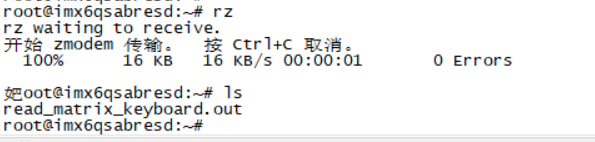 root@imx6qsabresd:~# rz
rz waiting to receive.
开始 zmodem 传输。 按 Ctrl+C 取消。
100% 16 KB 16 KB/s 00:00:01 0 Errors
妑oot@imx6qsabresd:~# ls
read_matrix_keyboard.out
root@imx6qsabresd:~#